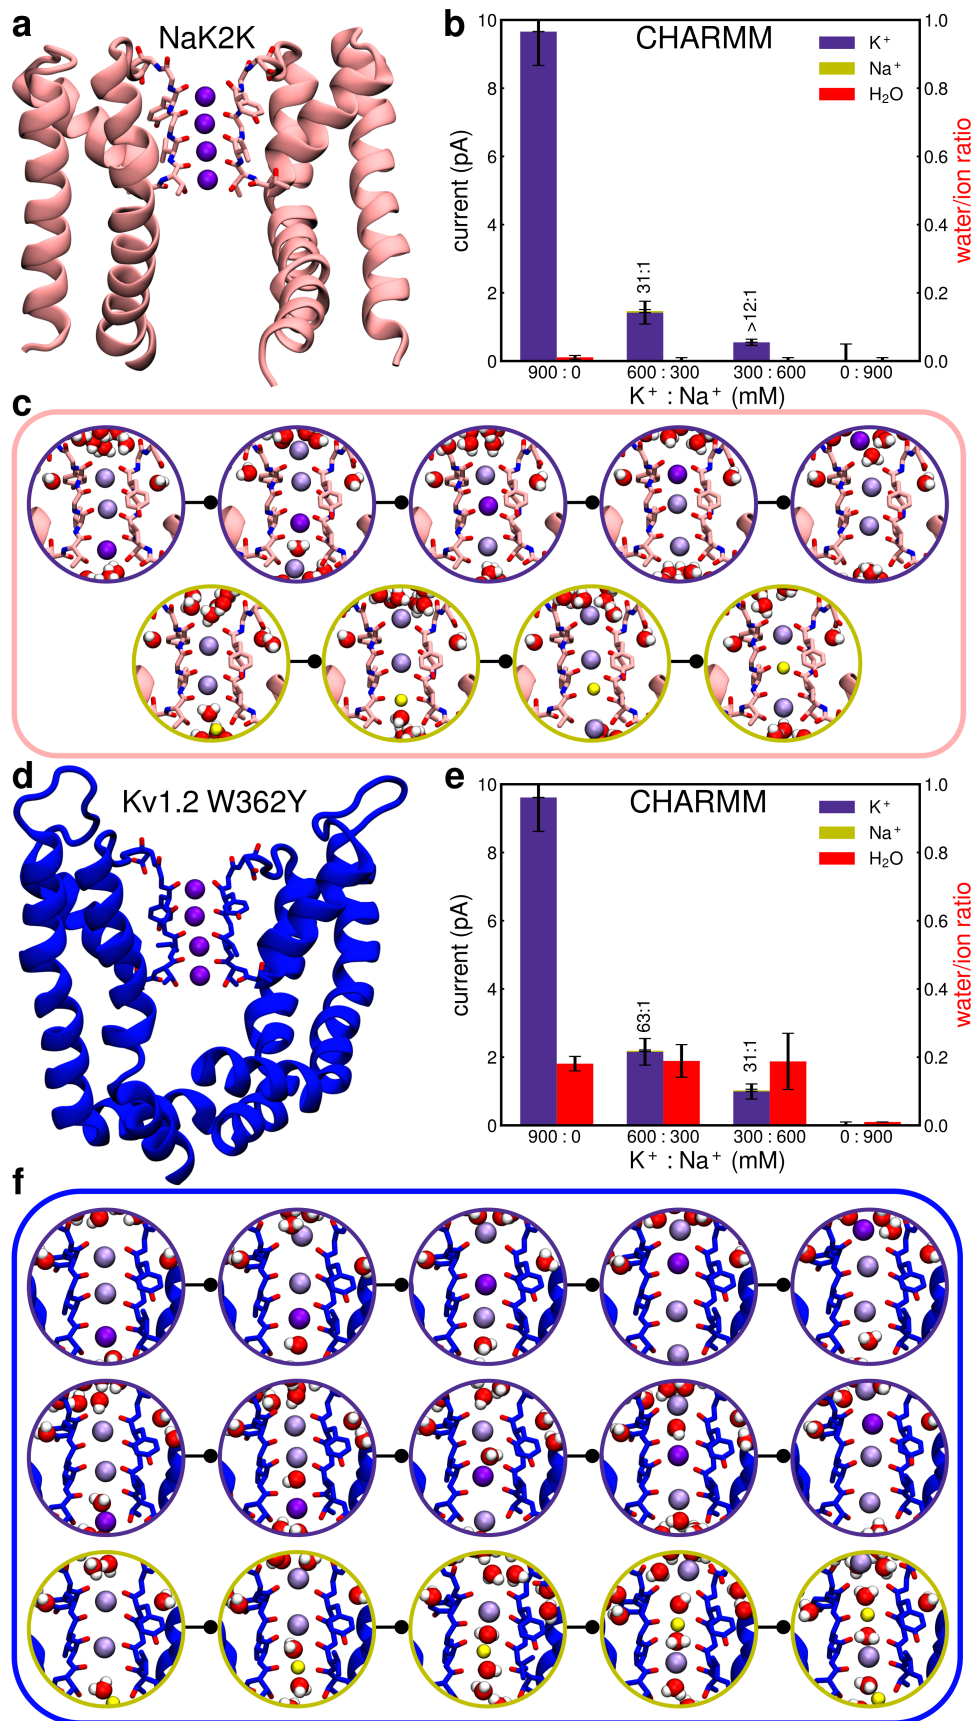 a
NaK2K
b
CHARMM
K⁺
Na⁺
H₂O
current (pA)
water/ion ratio
10
8
6
4
2
0
1.0
0.8
0.6
0.4
0.2
0.0
31:1
>12:1
900 : 0
600 : 300
300 : 600
0 : 900
K⁺ : Na⁺ (mM)
c
d
Kv1.2 W362Y
e
CHARMM
K⁺
Na⁺
H₂O
current (pA)
water/ion ratio
10
8
6
4
2
0
1.0
0.8
0.6
0.4
0.2
0.0
63:1
31:1
900 : 0
600 : 300
300 : 600
0 : 900
K⁺ : Na⁺ (mM)
f